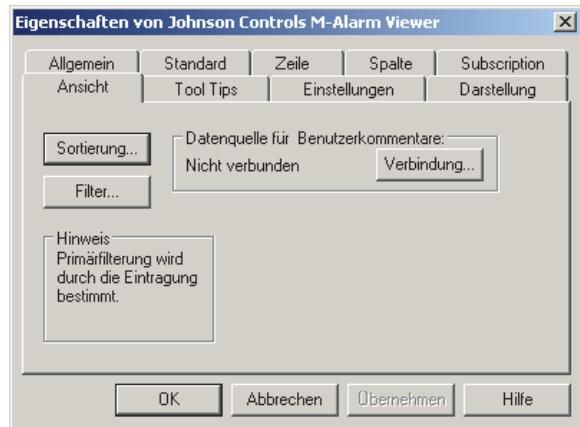 Eigenschaften von Johnson Controls M-Alarm Viewer
Allgemein Standard Zeile Spalte Subscription
Ansicht Tool Tips Einstellungen Darstellung
Sortierung...
Filter...
Datenquelle für Benutzerkommentare:
Nicht verbunden
Verbindung...
Hinweis
Primärfilterung wird
durch die Eintragung
bestimmt.
OK Abbrechen Übernehmen Hilfe